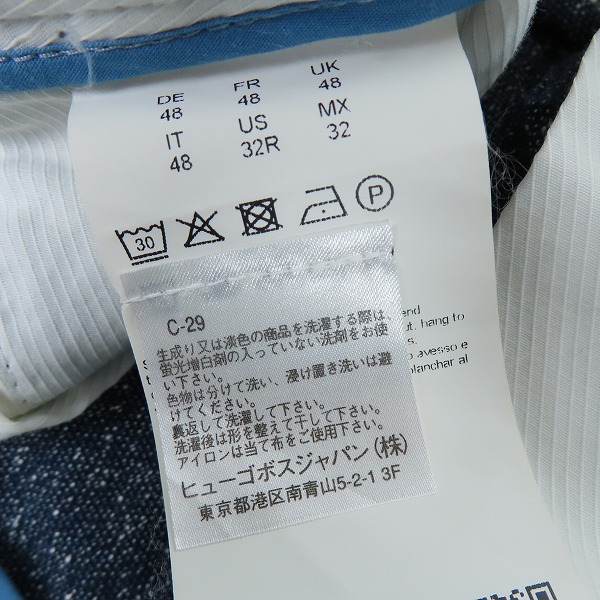 DE FR UK
48 48 48
IT US MX
48 32R 32
30
P
C-29
生成り又は淡色の商品を洗濯する際は、
蛍光増白剤の入っていない洗剤をお使
い下さい。
色物は分けて洗い、浸け置き洗いは避
けてください。
裏返して洗濯して下さい。
洗濯後は形を整えて干して下さい。
アイロンは当て布をご使用下さい。
ヒューゴボスジャパン(株)
東京都港区南青山5-2-1 3F
hang to
avesso e
planchar al